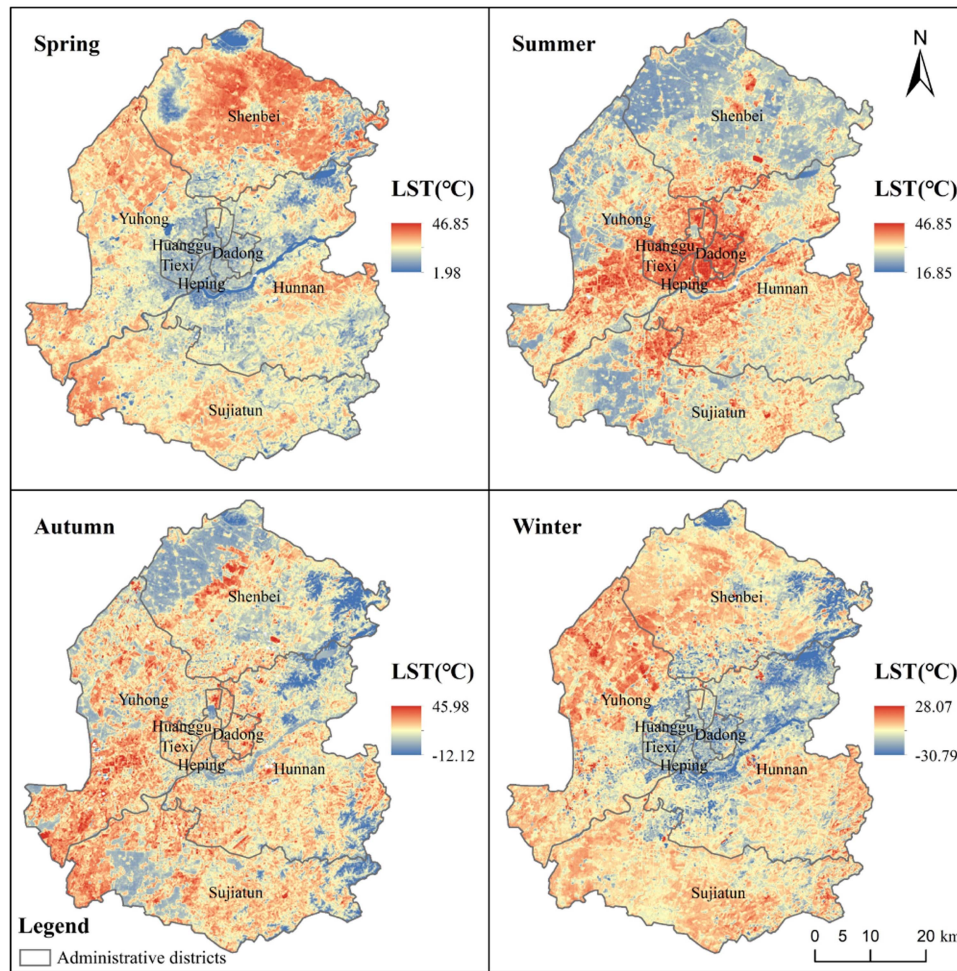 Spring
Shenbei
LST(°C)
46.85
1.98
Yuhong
Huanggu
Dadong
Tiexi
Heping
Hunnan
Sujiatun
Summer
N
Shenbei
LST(°C)
46.85
16.85
Yuhong
Huanggu
Dadong
Tiexi
Heping
Hunnan
Sujiatun
Autumn
Shenbei
LST(°C)
45.98
-12.12
Yuhong
Huanggu
Dadong
Tiexi
Heping
Hunnan
Sujiatun
Legend
Administrative districts
Winter
Shenbei
LST(°C)
28.07
-30.79
Yuhong
Huanggu
Dadong
Tiexi
Heping
Hunnan
Sujiatun
0 5 10 20 km